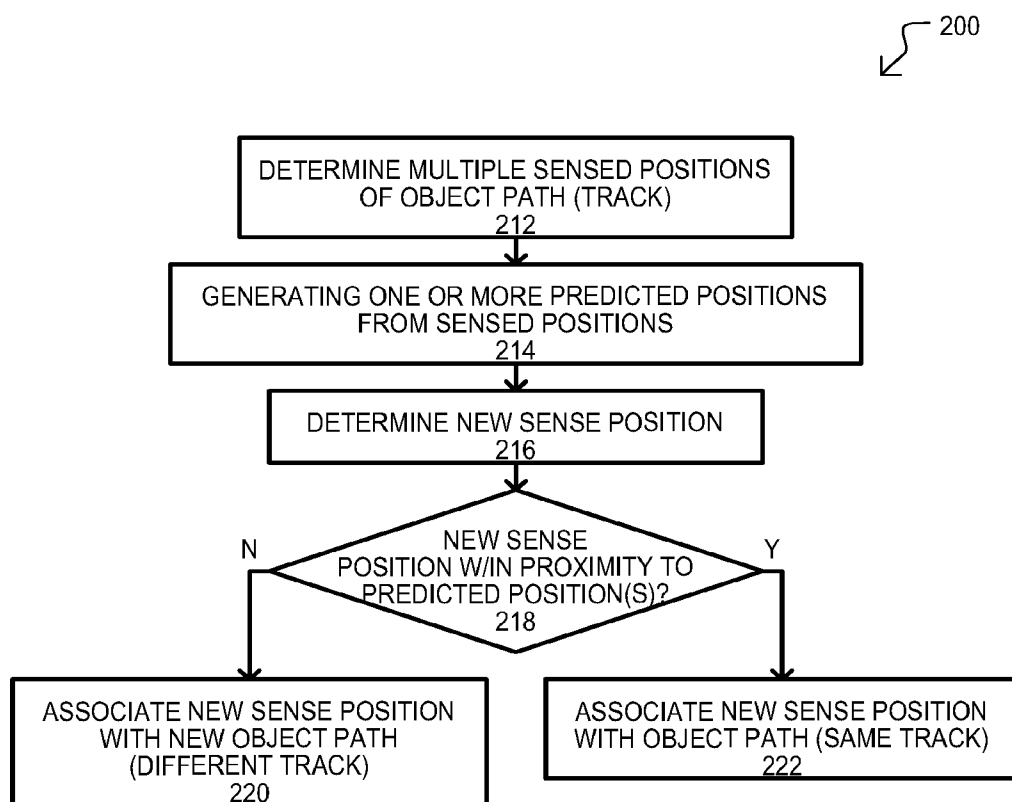 200
DETERMINE MULTIPLE SENSED POSITIONS
OF OBJECT PATH (TRACK)
212
GENERATING ONE OR MORE PREDICTED POSITIONS
FROM SENSED POSITIONS
214
DETERMINE NEW SENSE POSITION
216
NEW SENSE
POSITION W/IN PROXIMITY TO
PREDICTED POSITION(S)?
218
N
Y
ASSOCIATE NEW SENSE POSITION
WITH NEW OBJECT PATH
(DIFFERENT TRACK)
220
ASSOCIATE NEW SENSE POSITION
WITH OBJECT PATH (SAME TRACK)
222